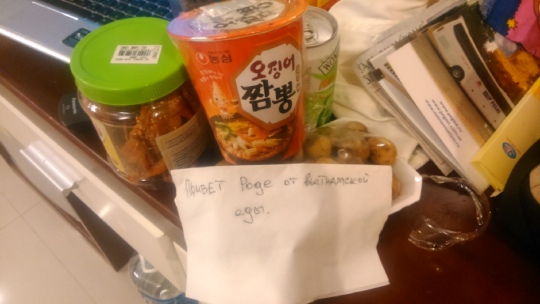 농심
오징어
짬뽕
Привет Роде от вьетнамской
еды.